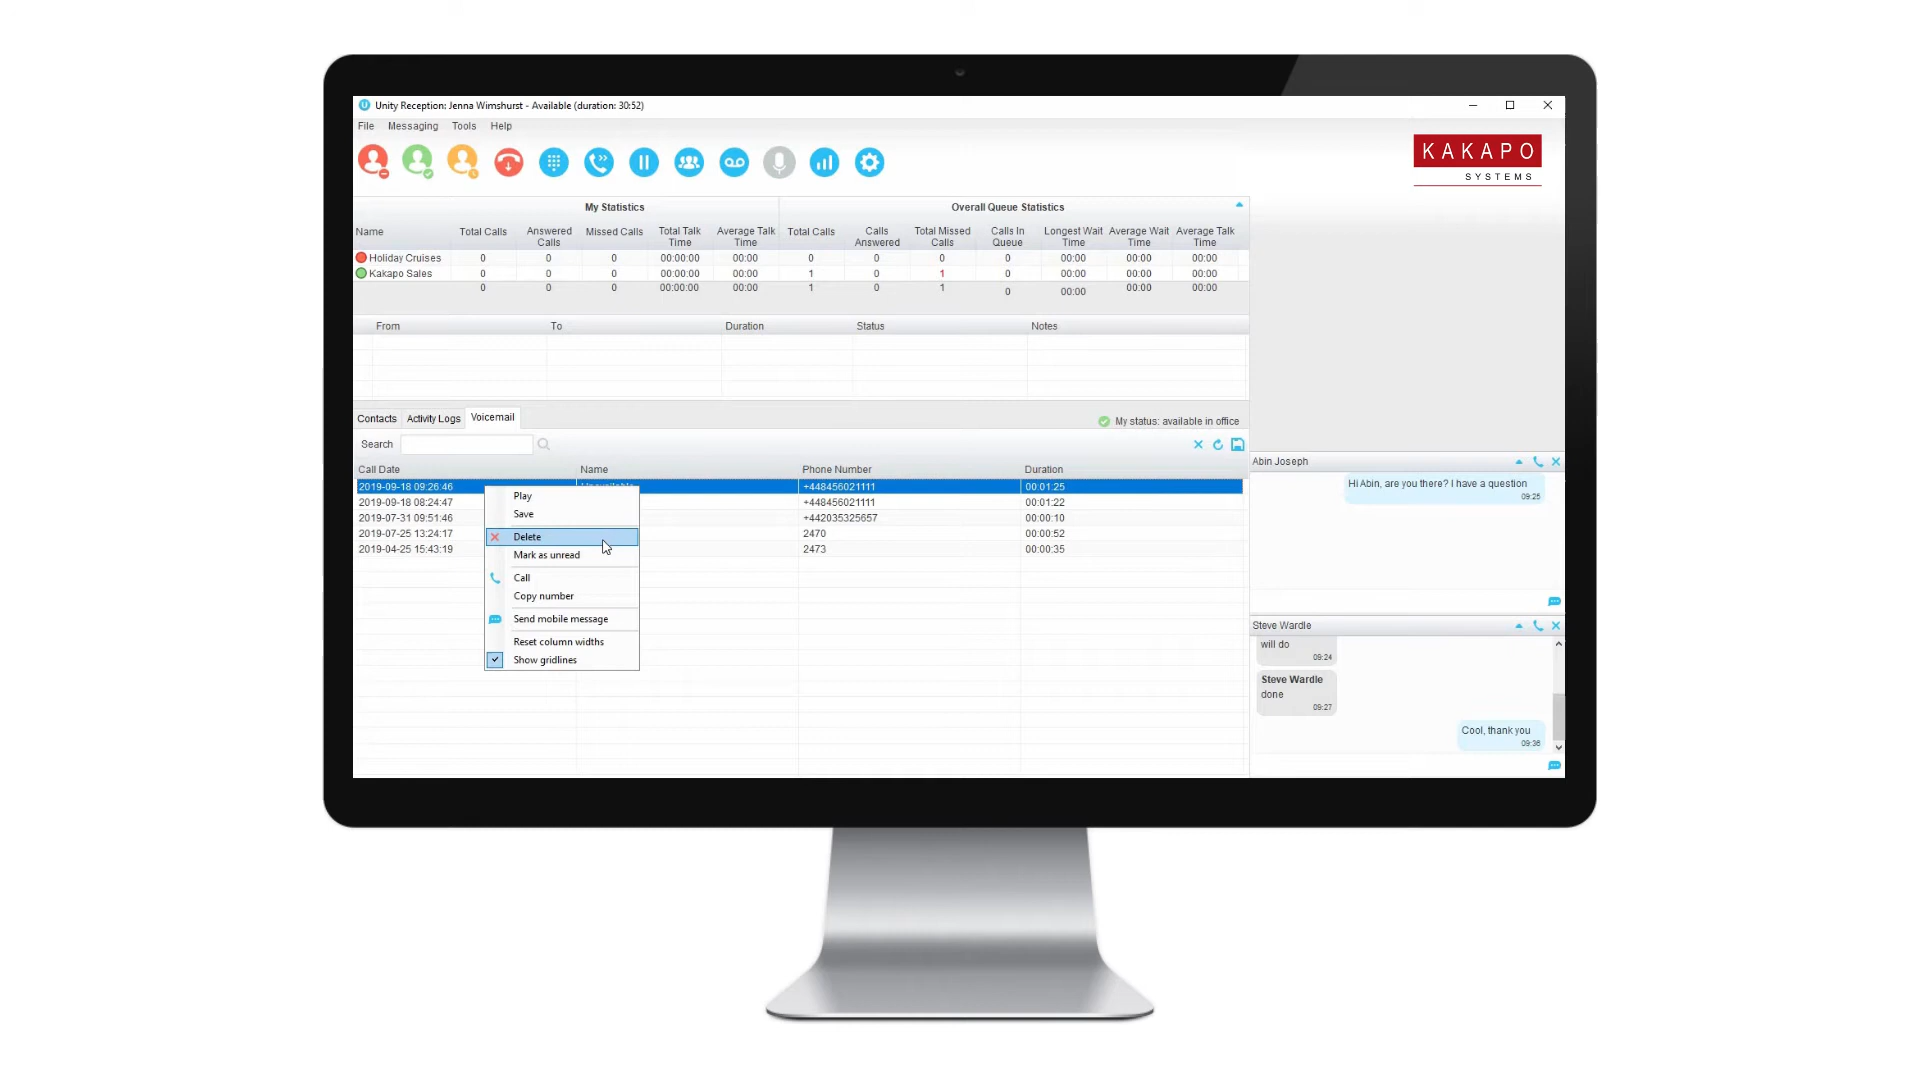 Unity Reception: Jenna Wimshurst - Available (duration: 30:52)
File Messaging Tools Help
KAKAPO
SYSTEMS
My Statistics Overall Queue Statistics
Name Total Calls Answered Calls Missed Calls Total Talk Time Average Talk Time Total Calls Calls Answered Total Missed Calls Calls In Queue Longest Wait Time Average Wait Time Average Talk Time
Holiday Cruises 0 0 0 00:00:00 00:00 0 0 0 0 00:00 00:00 00:00
Kakapo Sales 0 0 0 00:00:00 00:00 1 0 1 0 00:00 00:00 00:00
0 0 0 00:00:00 00:00 1 0 1 0 00:00 00:00 00:00
From To Duration Status Notes
Contacts Activity Logs Voicemail
My status: available in office
Search
Call Date Name Phone Number Duration
2019-09-18 09:26:46 +448456021111 00:01:25
2019-09-18 08:24:47 +448456021111 00:01:22
2019-07-31 09:51:46 +442035325657 00:00:10
2019-07-25 13:24:17 2470 00:00:52
2019-04-25 15:43:19 2473 00:00:35
Play
Save
Delete
Mark as unread
Call
Copy number
Send mobile message
Reset column widths
Show gridlines
Abin Joseph
Hi Abin, are you there? I have a question
09:25
Steve Wardle
will do
09:24
Steve Wardle
done
09:27
Cool, thank you
09:36